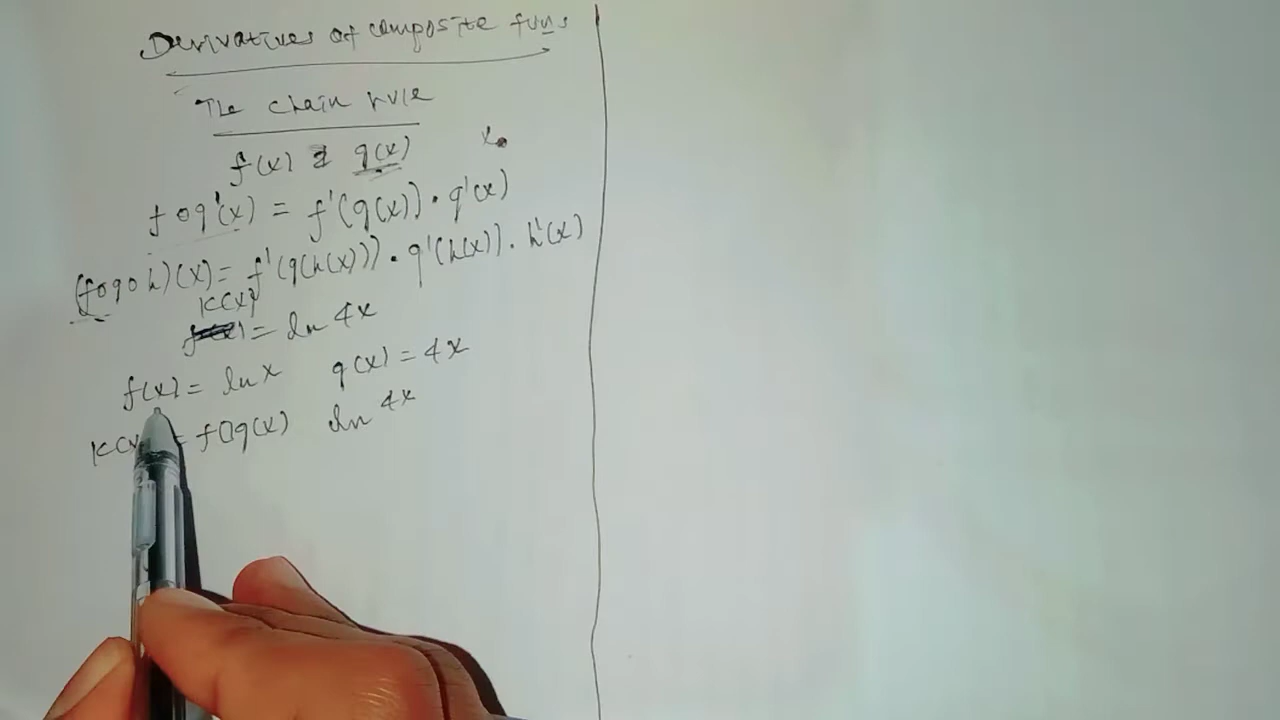 Derivatives of composite funs
The chain rule
f(x) & g(x) x
fog'(x) = f'(g(x)) · g'(x)
(fogoh)(x) = f'(g(h(x))) · g'(h(x)) · h'(x)
k(x)
= ln 4x
f(x) = ln x g(x) = 4x
k(x = fog(x) ln 4x